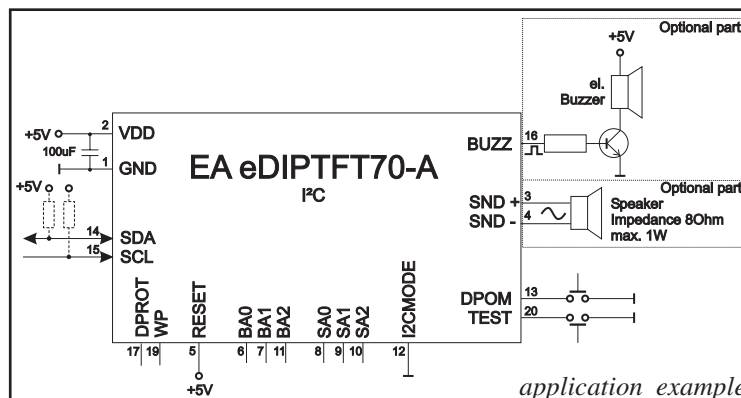 Optional part
+5V
el.
Buzzer
2
+5V
VDD
100uF
1
GND
+5V
14
SDA
15
SCL
EA eDIPTFT70-A
I²C
BUZZ
16
Optional part
SND +
3
SND -
4
Speaker
Impedance 8Ohm
max. 1W
DPOM
13
TEST
20
DPROT
WP
RESET
BA0
BA1
BA2
SA0
SA1
SA2
I2CMODE
17
19
5
6
7
11
8
9
10
12
+5V
application example